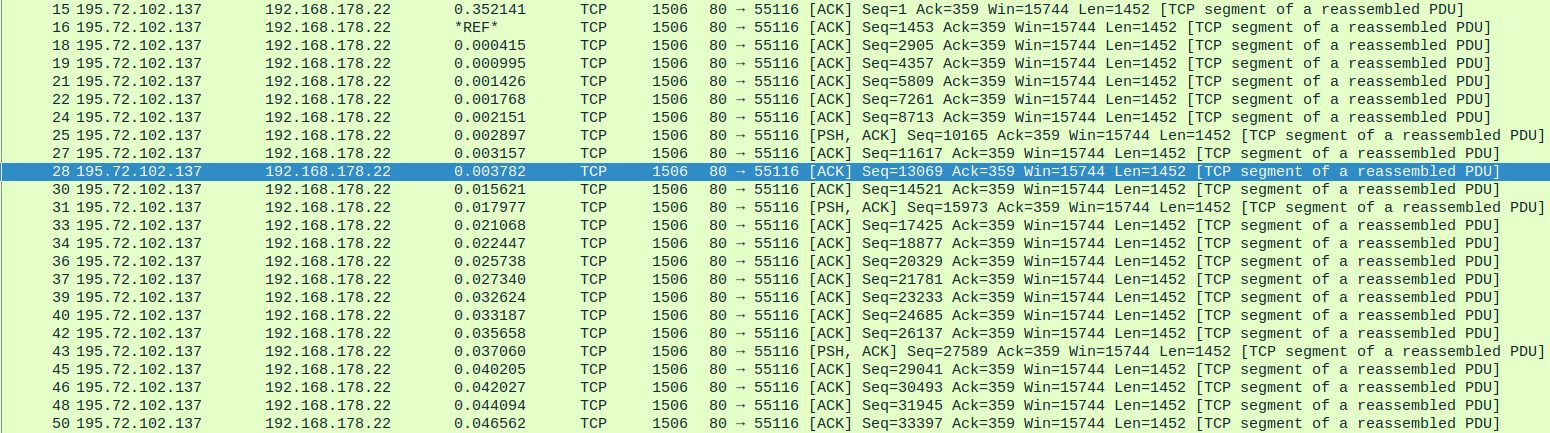 15 195.72.102.137 192.168.178.22 0.352141 TCP 1506 80 → 55116 [ACK] Seq=1 Ack=359 Win=15744 Len=1452 [TCP segment of a reassembled PDU]
16 195.72.102.137 192.168.178.22 *REF* TCP 1506 80 → 55116 [ACK] Seq=1453 Ack=359 Win=15744 Len=1452 [TCP segment of a reassembled PDU]
18 195.72.102.137 192.168.178.22 0.000415 TCP 1506 80 → 55116 [ACK] Seq=2905 Ack=359 Win=15744 Len=1452 [TCP segment of a reassembled PDU]
19 195.72.102.137 192.168.178.22 0.000995 TCP 1506 80 → 55116 [ACK] Seq=4357 Ack=359 Win=15744 Len=1452 [TCP segment of a reassembled PDU]
21 195.72.102.137 192.168.178.22 0.001426 TCP 1506 80 → 55116 [ACK] Seq=5809 Ack=359 Win=15744 Len=1452 [TCP segment of a reassembled PDU]
22 195.72.102.137 192.168.178.22 0.001768 TCP 1506 80 → 55116 [ACK] Seq=7261 Ack=359 Win=15744 Len=1452 [TCP segment of a reassembled PDU]
24 195.72.102.137 192.168.178.22 0.002151 TCP 1506 80 → 55116 [ACK] Seq=8713 Ack=359 Win=15744 Len=1452 [TCP segment of a reassembled PDU]
25 195.72.102.137 192.168.178.22 0.002897 TCP 1506 80 → 55116 [PSH, ACK] Seq=10165 Ack=359 Win=15744 Len=1452 [TCP segment of a reassembled PDU]
27 195.72.102.137 192.168.178.22 0.003157 TCP 1506 80 → 55116 [ACK] Seq=11617 Ack=359 Win=15744 Len=1452 [TCP segment of a reassembled PDU]
28 195.72.102.137 192.168.178.22 0.003782 TCP 1506 80 → 55116 [ACK] Seq=13069 Ack=359 Win=15744 Len=1452 [TCP segment of a reassembled PDU]
30 195.72.102.137 192.168.178.22 0.015621 TCP 1506 80 → 55116 [ACK] Seq=14521 Ack=359 Win=15744 Len=1452 [TCP segment of a reassembled PDU]
31 195.72.102.137 192.168.178.22 0.017977 TCP 1506 80 → 55116 [PSH, ACK] Seq=15973 Ack=359 Win=15744 Len=1452 [TCP segment of a reassembled PDU]
33 195.72.102.137 192.168.178.22 0.021068 TCP 1506 80 → 55116 [ACK] Seq=17425 Ack=359 Win=15744 Len=1452 [TCP segment of a reassembled PDU]
34 195.72.102.137 192.168.178.22 0.022447 TCP 1506 80 → 55116 [ACK] Seq=18877 Ack=359 Win=15744 Len=1452 [TCP segment of a reassembled PDU]
36 195.72.102.137 192.168.178.22 0.025738 TCP 1506 80 → 55116 [ACK] Seq=20329 Ack=359 Win=15744 Len=1452 [TCP segment of a reassembled PDU]
37 195.72.102.137 192.168.178.22 0.027340 TCP 1506 80 → 55116 [ACK] Seq=21781 Ack=359 Win=15744 Len=1452 [TCP segment of a reassembled PDU]
39 195.72.102.137 192.168.178.22 0.032624 TCP 1506 80 → 55116 [ACK] Seq=23233 Ack=359 Win=15744 Len=1452 [TCP segment of a reassembled PDU]
40 195.72.102.137 192.168.178.22 0.033187 TCP 1506 80 → 55116 [ACK] Seq=24685 Ack=359 Win=15744 Len=1452 [TCP segment of a reassembled PDU]
42 195.72.102.137 192.168.178.22 0.035658 TCP 1506 80 → 55116 [ACK] Seq=26137 Ack=359 Win=15744 Len=1452 [TCP segment of a reassembled PDU]
43 195.72.102.137 192.168.178.22 0.037060 TCP 1506 80 → 55116 [PSH, ACK] Seq=27589 Ack=359 Win=15744 Len=1452 [TCP segment of a reassembled PDU]
45 195.72.102.137 192.168.178.22 0.040205 TCP 1506 80 → 55116 [ACK] Seq=29041 Ack=359 Win=15744 Len=1452 [TCP segment of a reassembled PDU]
46 195.72.102.137 192.168.178.22 0.042027 TCP 1506 80 → 55116 [ACK] Seq=30493 Ack=359 Win=15744 Len=1452 [TCP segment of a reassembled PDU]
48 195.72.102.137 192.168.178.22 0.044094 TCP 1506 80 → 55116 [ACK] Seq=31945 Ack=359 Win=15744 Len=1452 [TCP segment of a reassembled PDU]
50 195.72.102.137 192.168.178.22 0.046562 TCP 1506 80 → 55116 [ACK] Seq=33397 Ack=359 Win=15744 Len=1452 [TCP segment of a reassembled PDU]